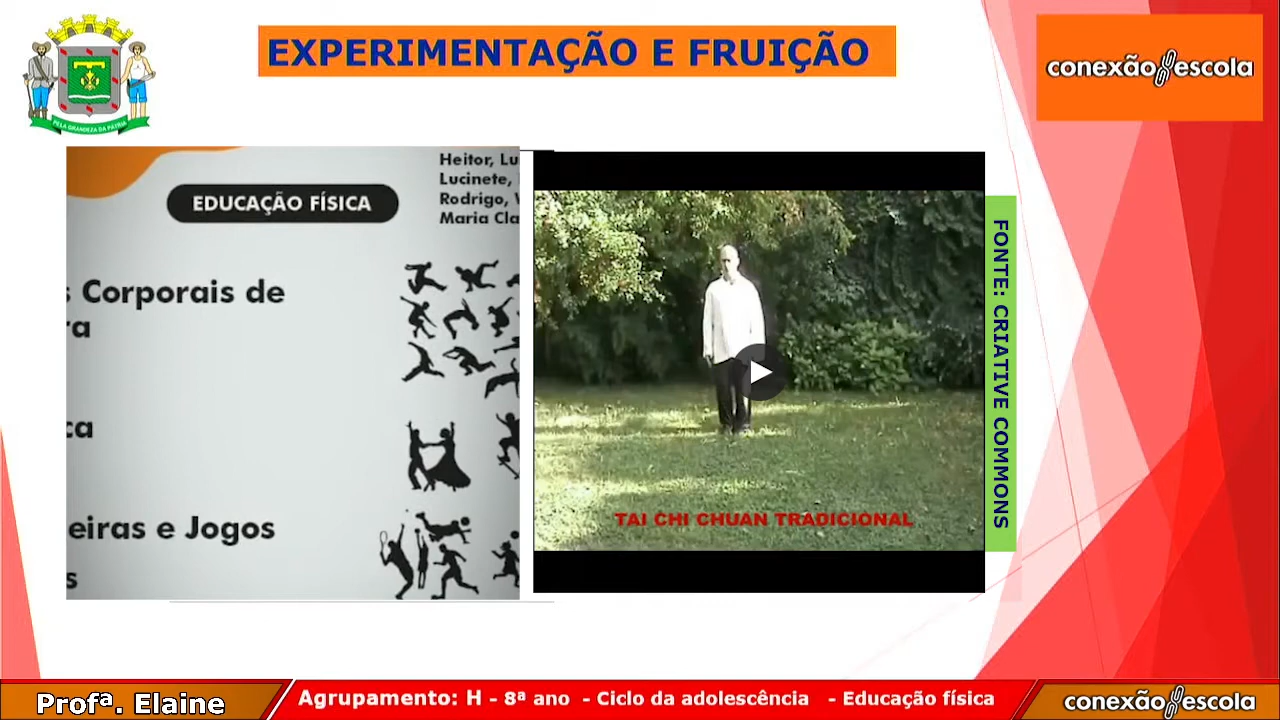 EXPERIMENTAÇÃO E FRUIÇÃO
conexão escola
PELA GRANDEZA DA PÁTRIA
EDUCAÇÃO FÍSICA
Heitor, Lu
Lucinete,
Rodrigo,
Maria Cla
s Corporais de
ra
ca
eiras e Jogos
s
TAI CHI CHUAN TRADICIONAL
FONTE: CRIATIVE COMMONS
Profª. Elaine
Agrupamento: H - 8ª ano - Ciclo da adolescência - Educação física
conexão escola